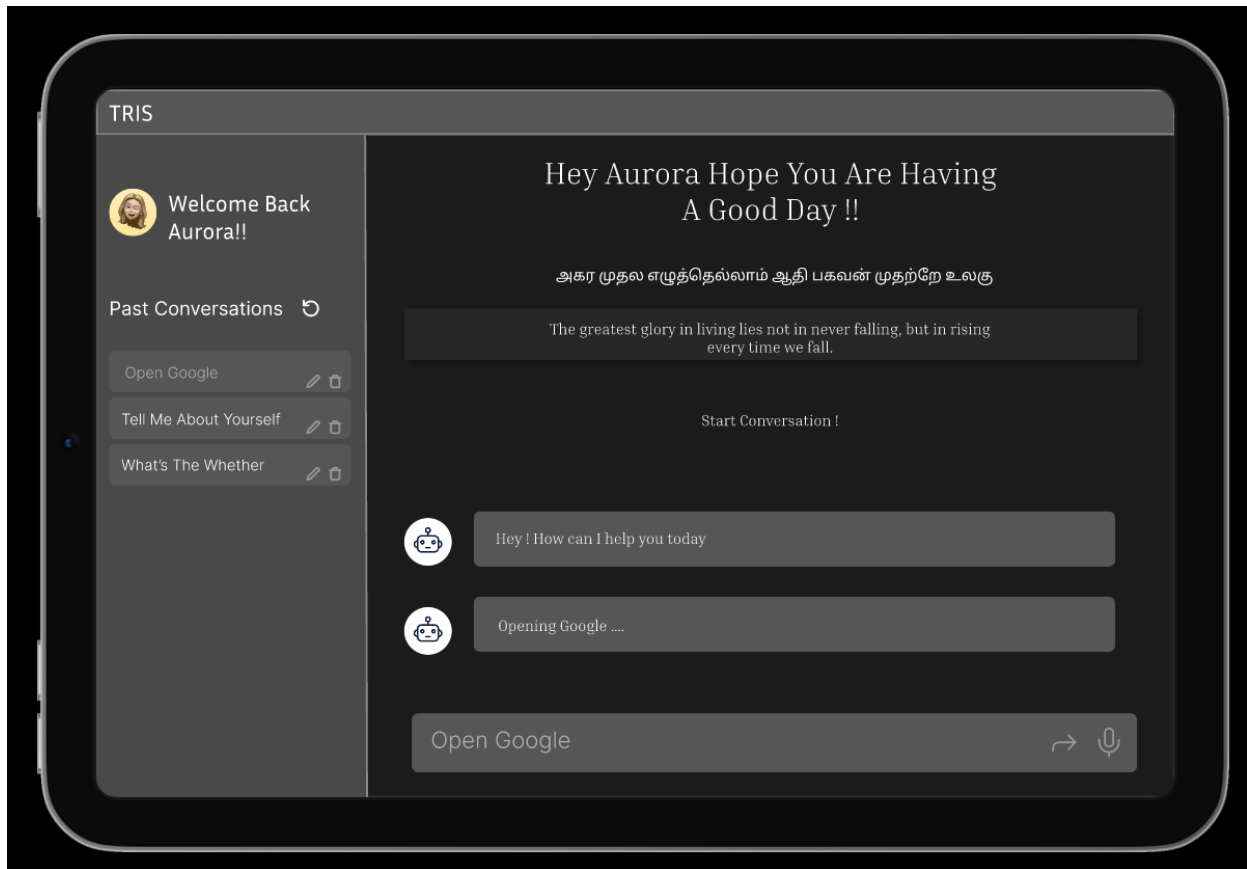 TRIS
Welcome Back
Aurora!!
Past Conversations
Open Google
Tell Me About Yourself
What's The Whether
Hey Aurora Hope You Are Having
A Good Day !!
அகர முதல எழுத்தெல்லாம் ஆதி பகவன் முதற்றே உலகு
The greatest glory in living lies not in never falling, but in rising
every time we fall.
Start Conversation !
Hey ! How can I help you today
Opening Google ....
Open Google